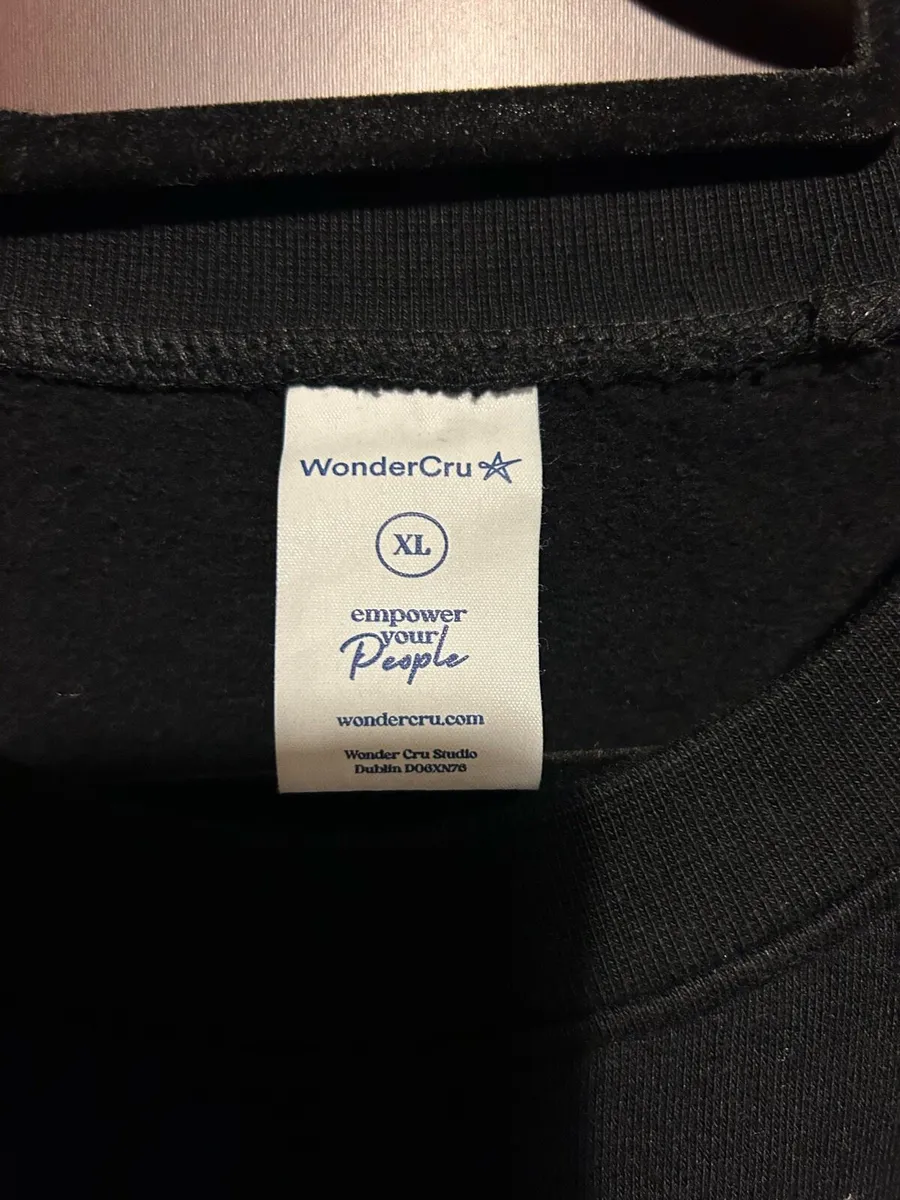 WonderCru
XL
empower
your
People
wondercru.com
Wonder Cru Studio
Dublin D06XN76